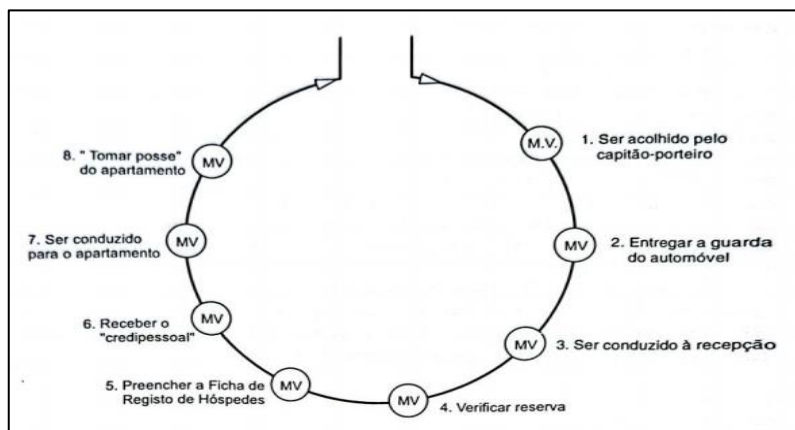 M.V.
1. Ser acolhido pelo
capitão-porteiro
MV
2. Entregar a guarda
do automóvel
MV
3. Ser conduzido à recepção
MV
4. Verificar reserva
MV
5. Preencher a Ficha de
Registo de Hóspedes
MV
6. Receber o
"credipessoal"
MV
7. Ser conduzido
para o apartamento
MV
8. " Tomar posse"
do apartamento